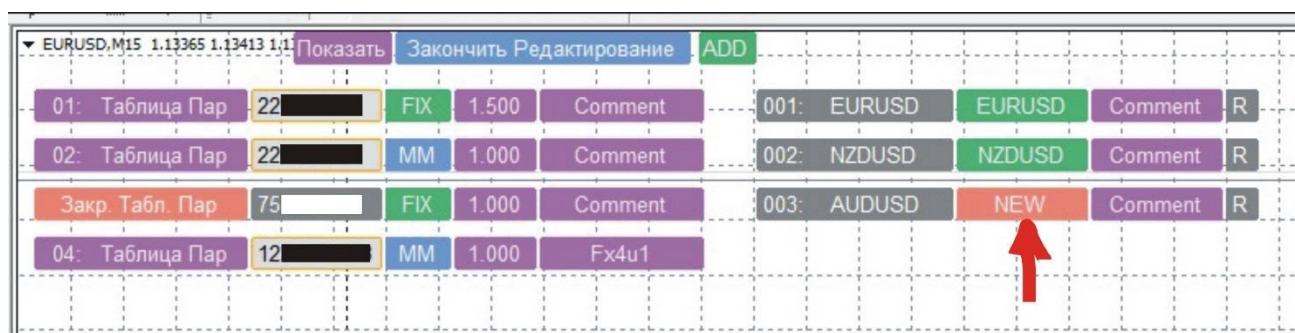 EURUSD,M15 1.13365 1.13413 1.1 Показать Закончить Редактирование ADD
01: Таблица Пар 22 FIX 1.500 Comment 001: EURUSD EURUSD Comment R
02: Таблица Пар 22 MM 1.000 Comment 002: NZDUSD NZDUSD Comment R
Закр. Табл. Пар 75 FIX 1.000 Comment 003: AUDUSD NEW Comment R
04: Таблица Пар 12 MM 1.000 Fx4u1